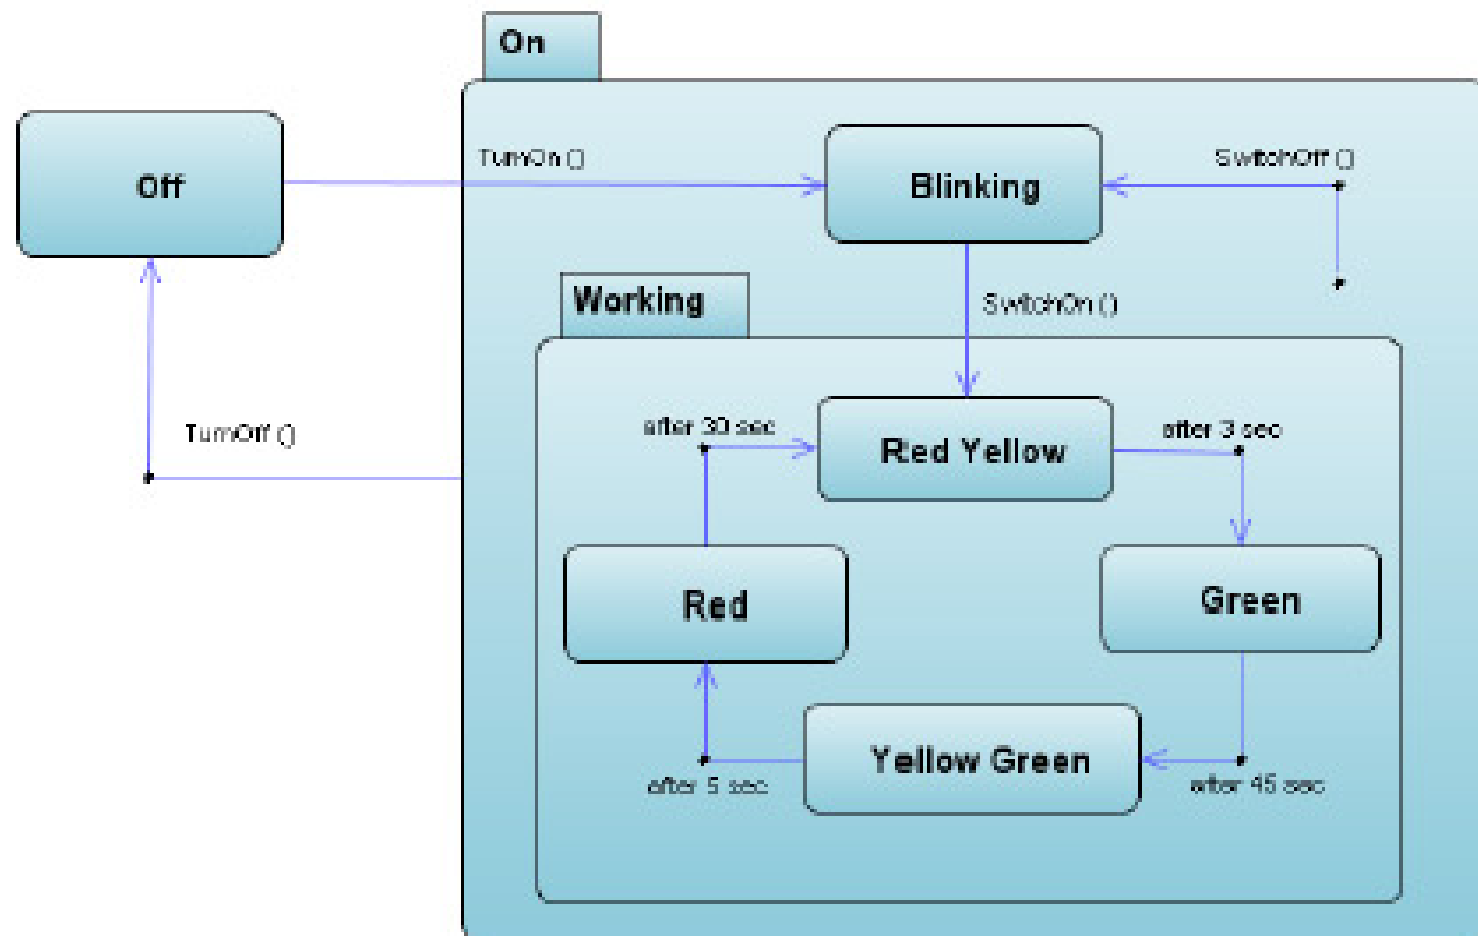 On
Off
TurnOn ()
Blinking
SwitchOff ()
Working
SwitchOn ()
TurnOff ()
after 30 sec
Red Yellow
after 3 sec
Red
Green
Yellow Green
after 5 sec
after 45 sec